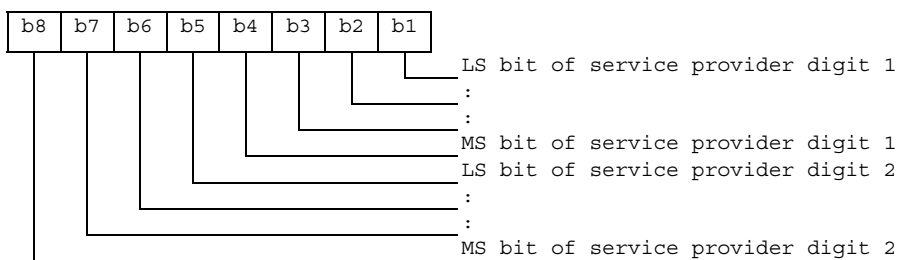 b8 b7 b6 b5 b4 b3 b2 b1
LS bit of service provider digit 1
:
:
MS bit of service provider digit 1
LS bit of service provider digit 2
:
:
MS bit of service provider digit 2